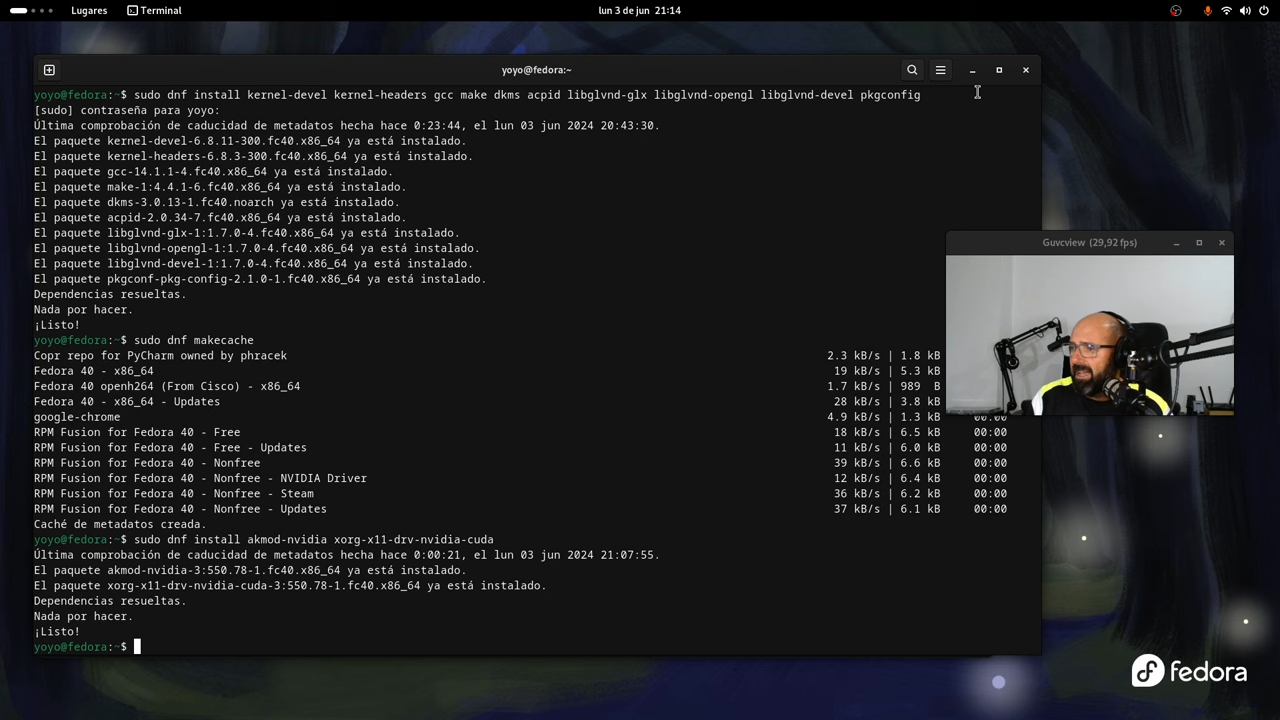 Lugares Terminal lun 3 de jun 21:14
yoyo@fedora:~
yoyo@fedora:~$ sudo dnf install kernel-devel kernel-headers gcc make dkms acpid libglvnd-glx libglvnd-opengl libglvnd-devel pkgconfig
[sudo] contraseña para yoyo:
Última comprobación de caducidad de metadatos hecha hace 0:23:44, el lun 03 jun 2024 20:43:30.
El paquete kernel-devel-6.8.11-300.fc40.x86_64 ya está instalado.
El paquete kernel-headers-6.8.3-300.fc40.x86_64 ya está instalado.
El paquete gcc-14.1.1-4.fc40.x86_64 ya está instalado.
El paquete make-1:4.4.1-6.fc40.x86_64 ya está instalado.
El paquete dkms-3.0.13-1.fc40.noarch ya está instalado.
El paquete acpid-2.0.34-7.fc40.x86_64 ya está instalado.
El paquete libglvnd-glx-1:1.7.0-4.fc40.x86_64 ya está instalado.
El paquete libglvnd-opengl-1:1.7.0-4.fc40.x86_64 ya está instalado.
El paquete libglvnd-devel-1:1.7.0-4.fc40.x86_64 ya está instalado.
El paquete pkgconf-pkg-config-2.1.0-1.fc40.x86_64 ya está instalado.
Dependencias resueltas.
Nada por hacer.
¡Listo!
yoyo@fedora:~$ sudo dnf makecache
Copr repo for PyCharm owned by phracek 2.3 kB/s | 1.8 kB
Fedora 40 - x86_64 19 kB/s | 5.3 kB
Fedora 40 openh264 (From Cisco) - x86_64 1.7 kB/s | 989 B
Fedora 40 - x86_64 - Updates 28 kB/s | 3.8 kB
google-chrome 4.9 kB/s | 1.3 kB 00:00
RPM Fusion for Fedora 40 - Free 18 kB/s | 6.5 kB 00:00
RPM Fusion for Fedora 40 - Free - Updates 11 kB/s | 6.0 kB 00:00
RPM Fusion for Fedora 40 - Nonfree 39 kB/s | 6.6 kB 00:00
RPM Fusion for Fedora 40 - Nonfree - NVIDIA Driver 12 kB/s | 6.4 kB 00:00
RPM Fusion for Fedora 40 - Nonfree - Steam 36 kB/s | 6.2 kB 00:00
RPM Fusion for Fedora 40 - Nonfree - Updates 37 kB/s | 6.1 kB 00:00
Caché de metadatos creada.
yoyo@fedora:~$ sudo dnf install akmod-nvidia xorg-x11-drv-nvidia-cuda
Última comprobación de caducidad de metadatos hecha hace 0:00:21, el lun 03 jun 2024 21:07:55.
El paquete akmod-nvidia-3:550.78-1.fc40.x86_64 ya está instalado.
El paquete xorg-x11-drv-nvidia-cuda-3:550.78-1.fc40.x86_64 ya está instalado.
Dependencias resueltas.
Nada por hacer.
¡Listo!
yoyo@fedora:~$
Guvcview (29,92 fps)
fedora